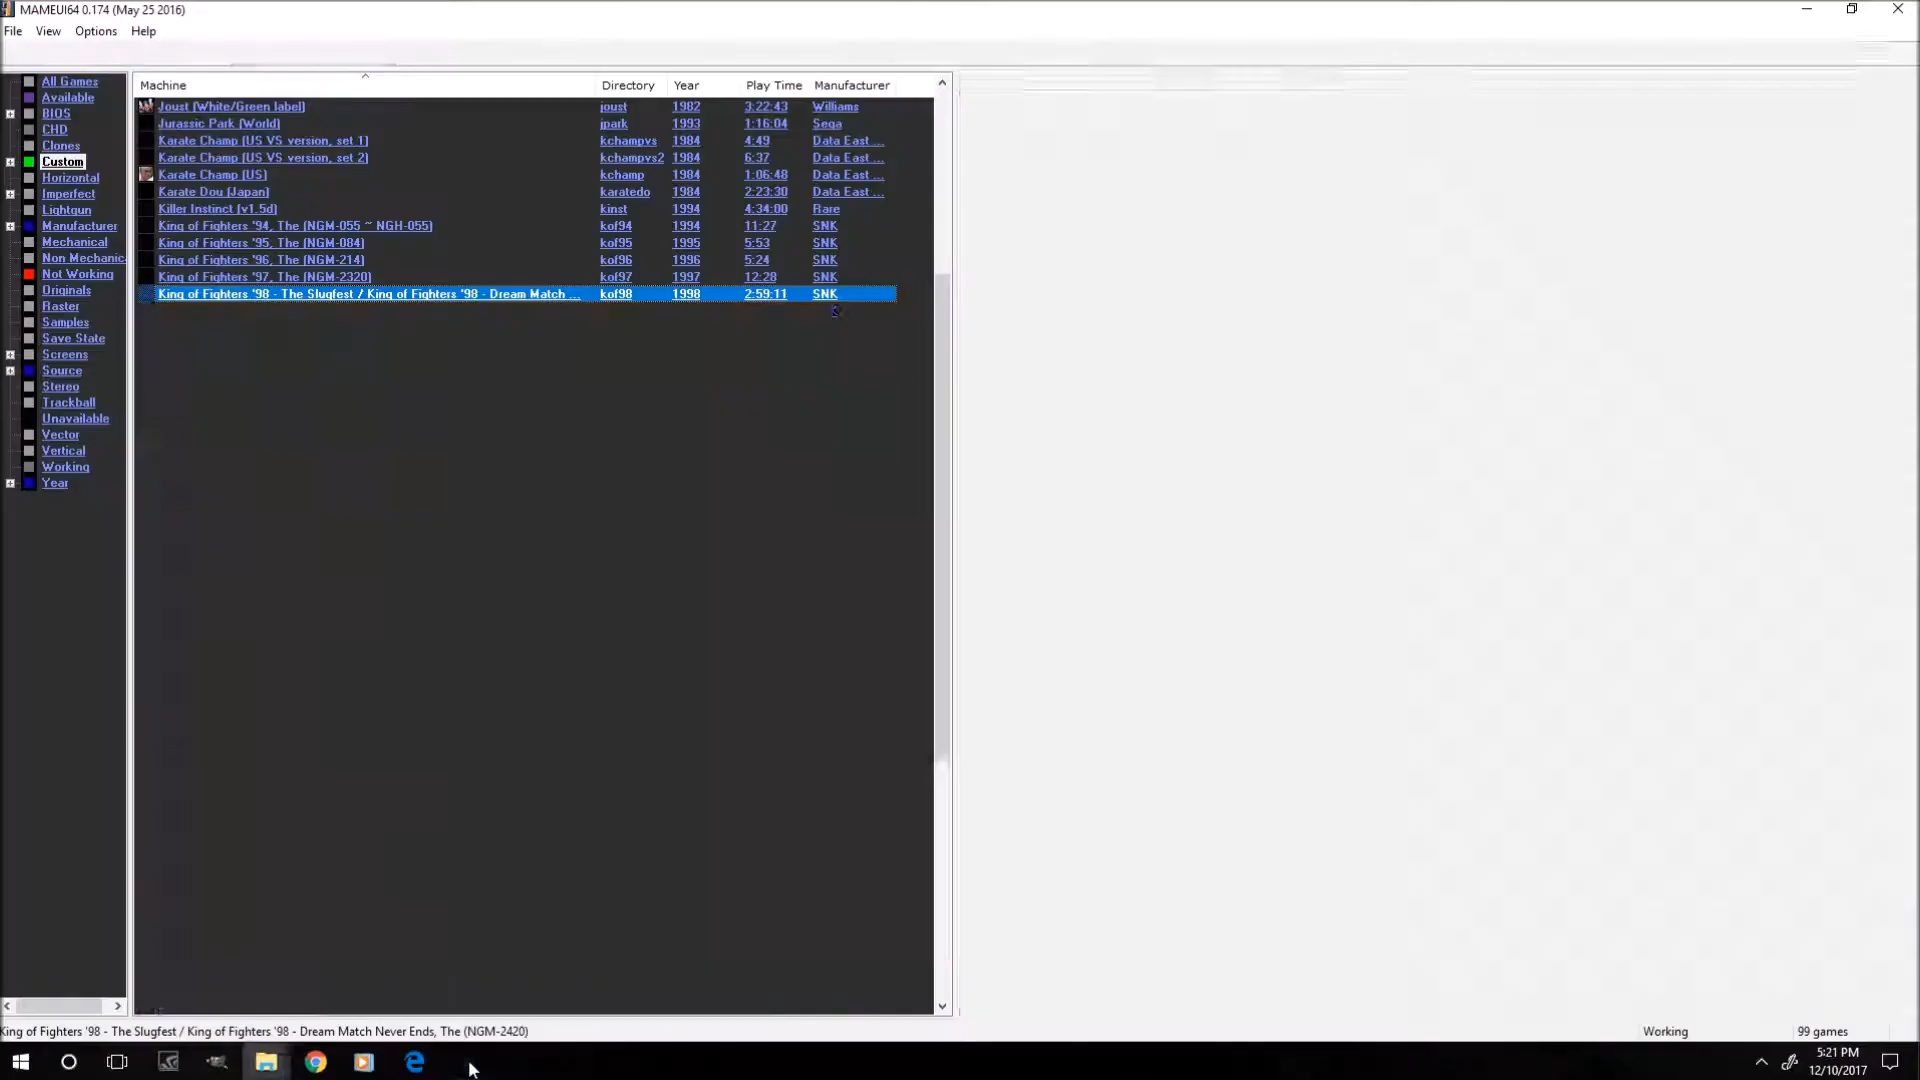 MAMEUI64 0.174 (May 25 2016)
File View Options Help
All Games
Available
BIOS
CHD
Clones
Custom
Horizontal
Imperfect
Lightgun
Manufacturer
Mechanical
Non Mechanic
Not Working
Originals
Raster
Samples
Save State
Screens
Source
Stereo
Trackball
Unavailable
Vector
Vertical
Working
Year
Machine Directory Year Play Time Manufacturer
Joust (White/Green label) joust 1982 3:22:43 Williams
Jurassic Park (World) jpark 1993 1:16:04 Sega
Karate Champ (US VS version, set 1) kchampvs 1984 4:49 Data East ...
Karate Champ (US VS version, set 2) kchampvs2 1984 6:37 Data East ...
Karate Champ (US) kchamp 1984 1:06:48 Data East ...
Karate Dou (Japan) karatedo 1984 2:23:30 Data East ...
Killer Instinct (v1.5d) kinst 1994 4:34:00 Rare
King of Fighters '94, The (NGM-055 ~ NGH-055) kof94 1994 11:27 SNK
King of Fighters '95, The (NGM-084) kof95 1995 5:53 SNK
King of Fighters '96, The (NGM-214) kof96 1996 5:24 SNK
King of Fighters '97, The (NGM-2320) kof97 1997 12:28 SNK
King of Fighters '98 - The Slugfest / King of Fighters '98 - Dream Match ... kof98 1998 2:59:11 SNK
King of Fighters '98 - The Slugfest / King of Fighters '98 - Dream Match Never Ends, The (NGM-2420) Working 99 games
5:21 PM
12/10/2017